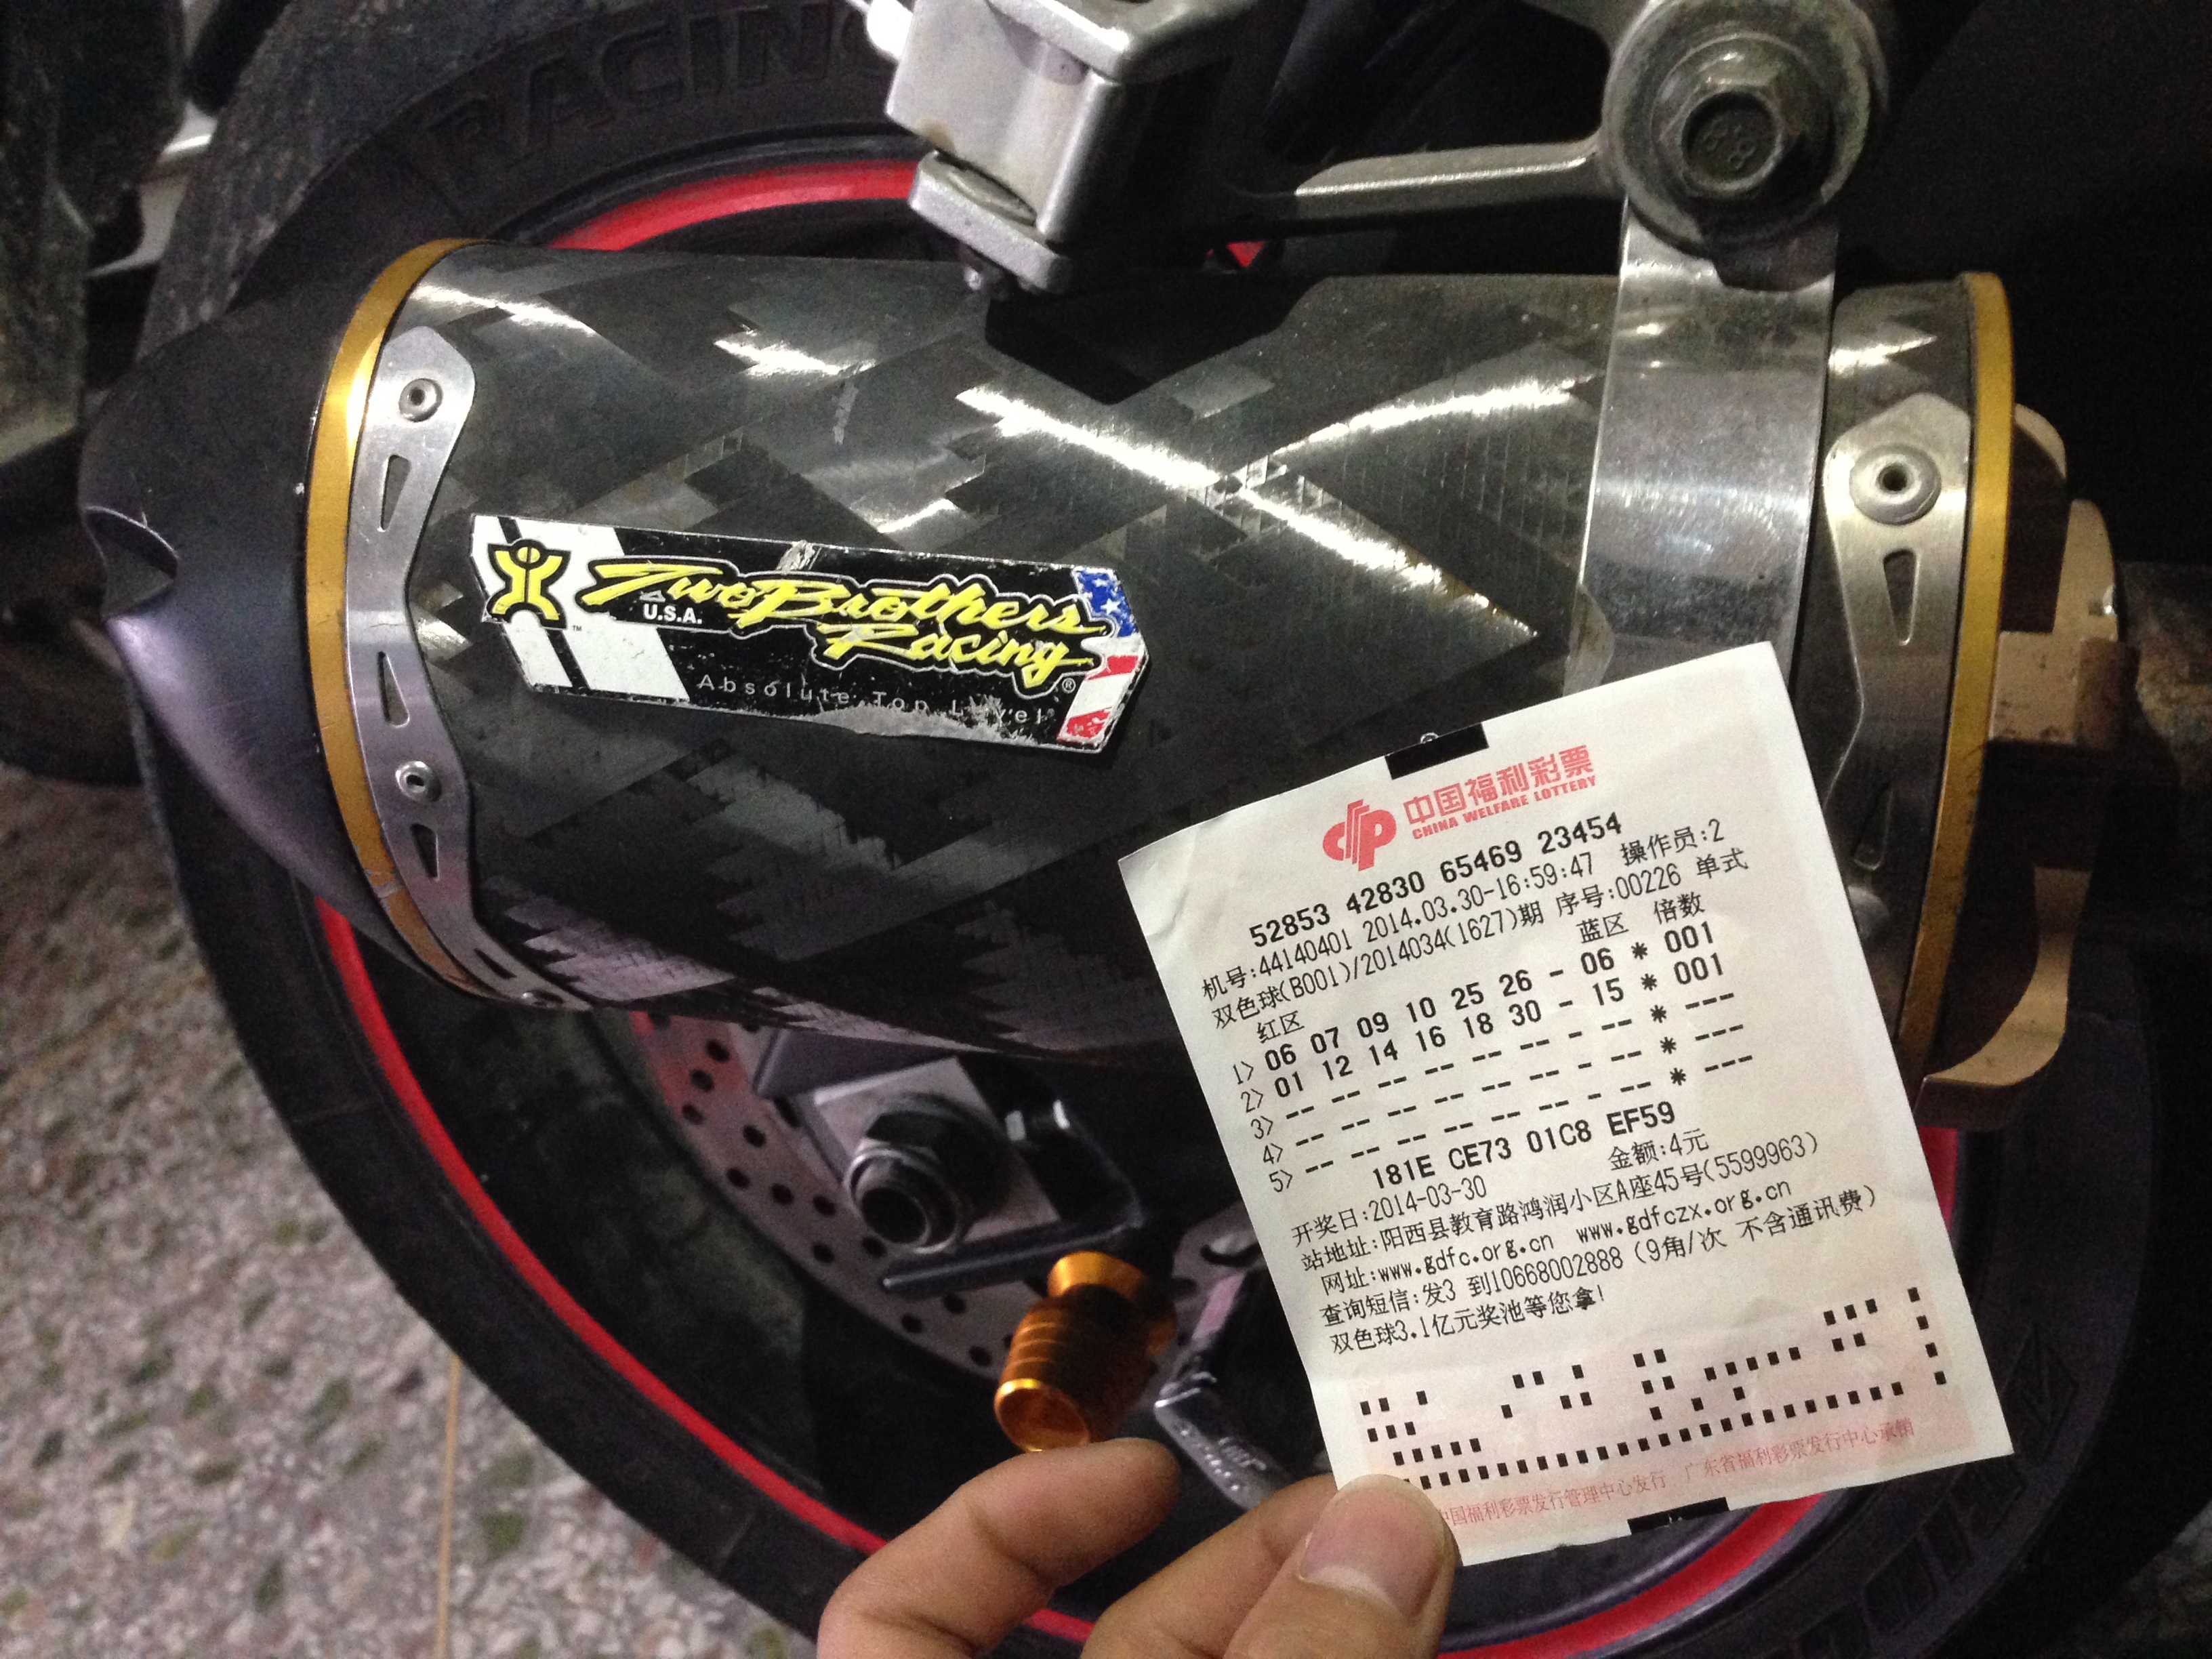 RACING
Two Brothers
U.S.A.
Racing
™
®
Absolute Top Level
中国福利彩票
CHINA WELFARE LOTTERY
52853 42830 65469 23454
机号:44140401 2014.03.30-16:59:47 操作员:2
双色球(B001)/2014034(1627)期 序号:00226 单式
红区 蓝区 倍数
1> 06 07 09 10 25 26 - 06 * 001
2> 01 12 14 16 18 30 - 15 * 001
3> -- -- -- -- -- -- - -- * ---
4> -- -- -- -- -- -- - -- * ---
5> -- -- -- -- -- -- - -- * ---
181E CE73 01C8 EF59
开奖日:2014-03-30 金额:4元
站地址:阳西县教育路鸿润小区A座45号(5599963)
网址:www.gdfc.org.cn www.gdfczx.org.cn
查询短信:发3 到10668002888 (9角/次 不含通讯费)
双色球3.1亿元奖池等您拿!
中国福利彩票发行管理中心发行 广东省福利彩票发行中心承销